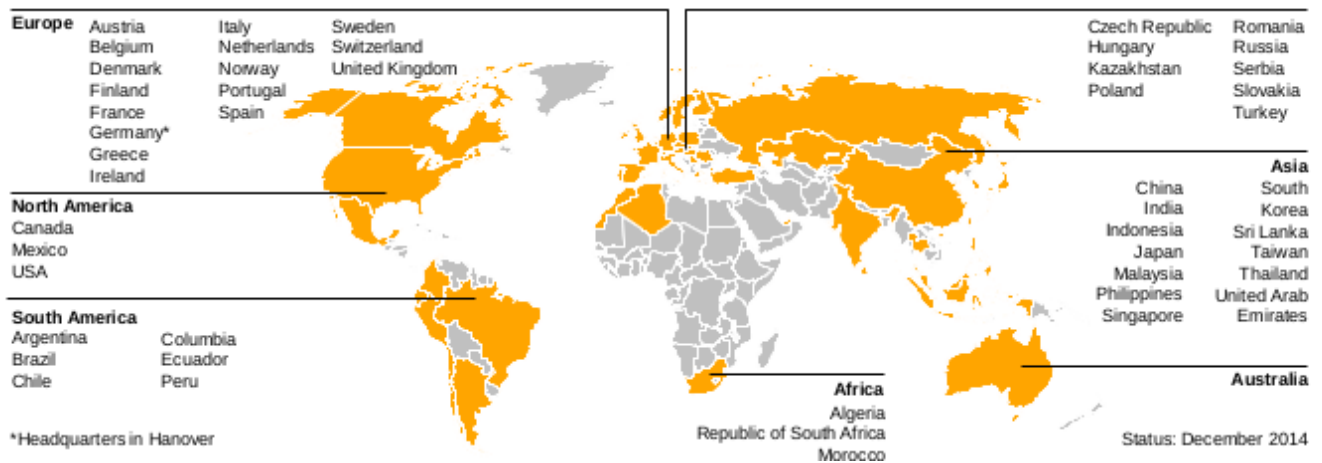 Europe
Austria
Belgium
Denmark
Finland
France
Germany*
Greece
Ireland
Italy
Netherlands
Norway
Portugal
Spain
Sweden
Switzerland
United Kingdom
Czech Republic
Hungary
Kazakhstan
Poland
Romania
Russia
Serbia
Slovakia
Turkey
North America
Canada
Mexico
USA
South America
Argentina
Brazil
Chile
Columbia
Ecuador
Peru
*Headquarters in Hanover
Africa
Algeria
Republic of South Africa
Morocco
Asia
China
India
Indonesia
Japan
Malaysia
Philippines
Singapore
South
Korea
Sri Lanka
Taiwan
Thailand
United Arab
Emirates
Australia
Status: December 2014